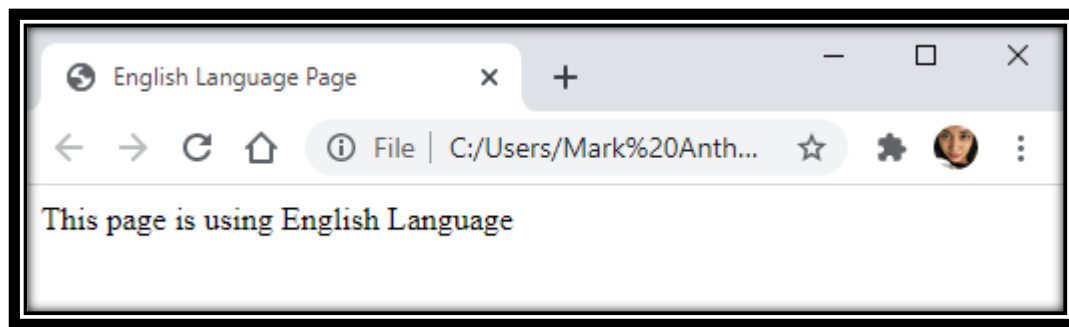 English Language Page
File C:/Users/Mark%20Anth...
This page is using English Language